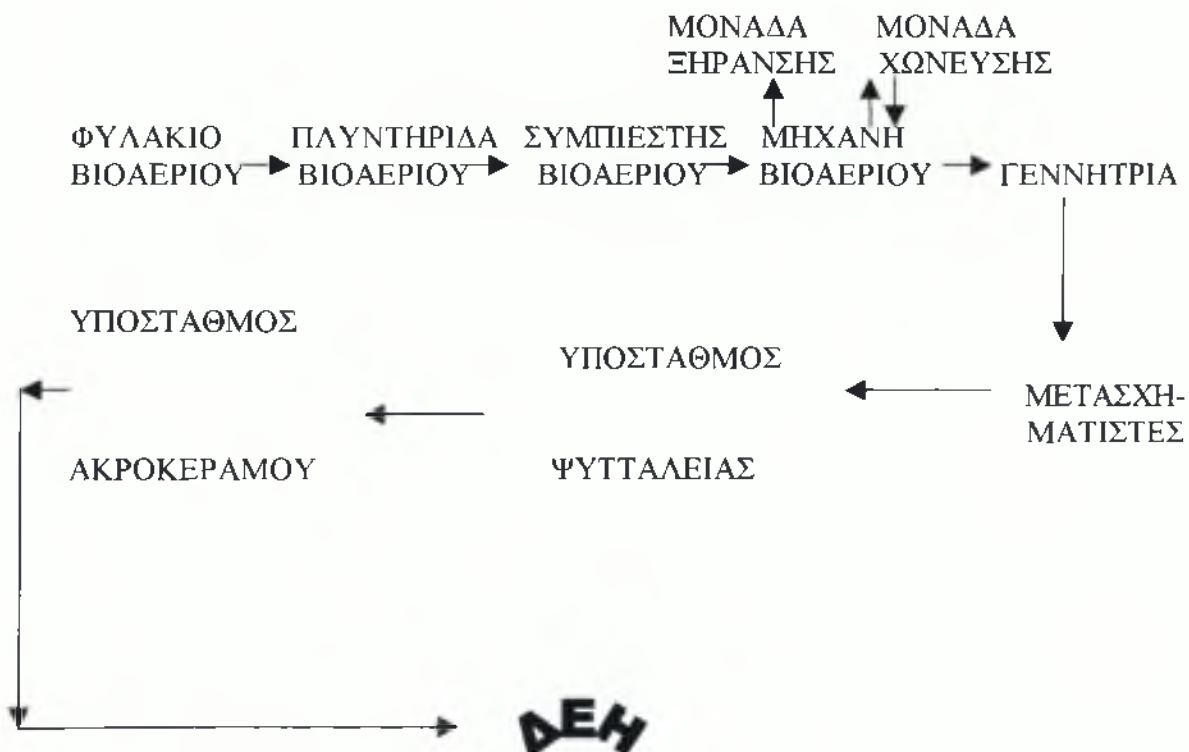 ΜΟΝΑΔΑ ΜΟΝΑΔΑ
ΞΗΡΑΝΣΗΣ ΧΩΝΕΥΣΗΣ
ΦΥΛΑΚΙΟ ΠΛΥΝΤΗΡΙΔΑ ΣΥΜΠΙΕΣΤΗΣ ΜΗΧΑΝΗ
ΒΙΟΑΕΡΙΟΥ ΒΙΟΑΕΡΙΟΥ ΒΙΟΑΕΡΙΟΥ ΒΙΟΑΕΡΙΟΥ ΓΕΝΝΗΤΡΙΑ
ΥΠΟΣΤΑΘΜΟΣ
ΥΠΟΣΤΑΘΜΟΣ
ΜΕΤΑΣΧΗ-
ΜΑΤΙΣΤΕΣ
ΑΚΡΟΚΕΡΑΜΟΥ ΨΥΤΤΑΛΕΙΑΣ
ΔΕΗ